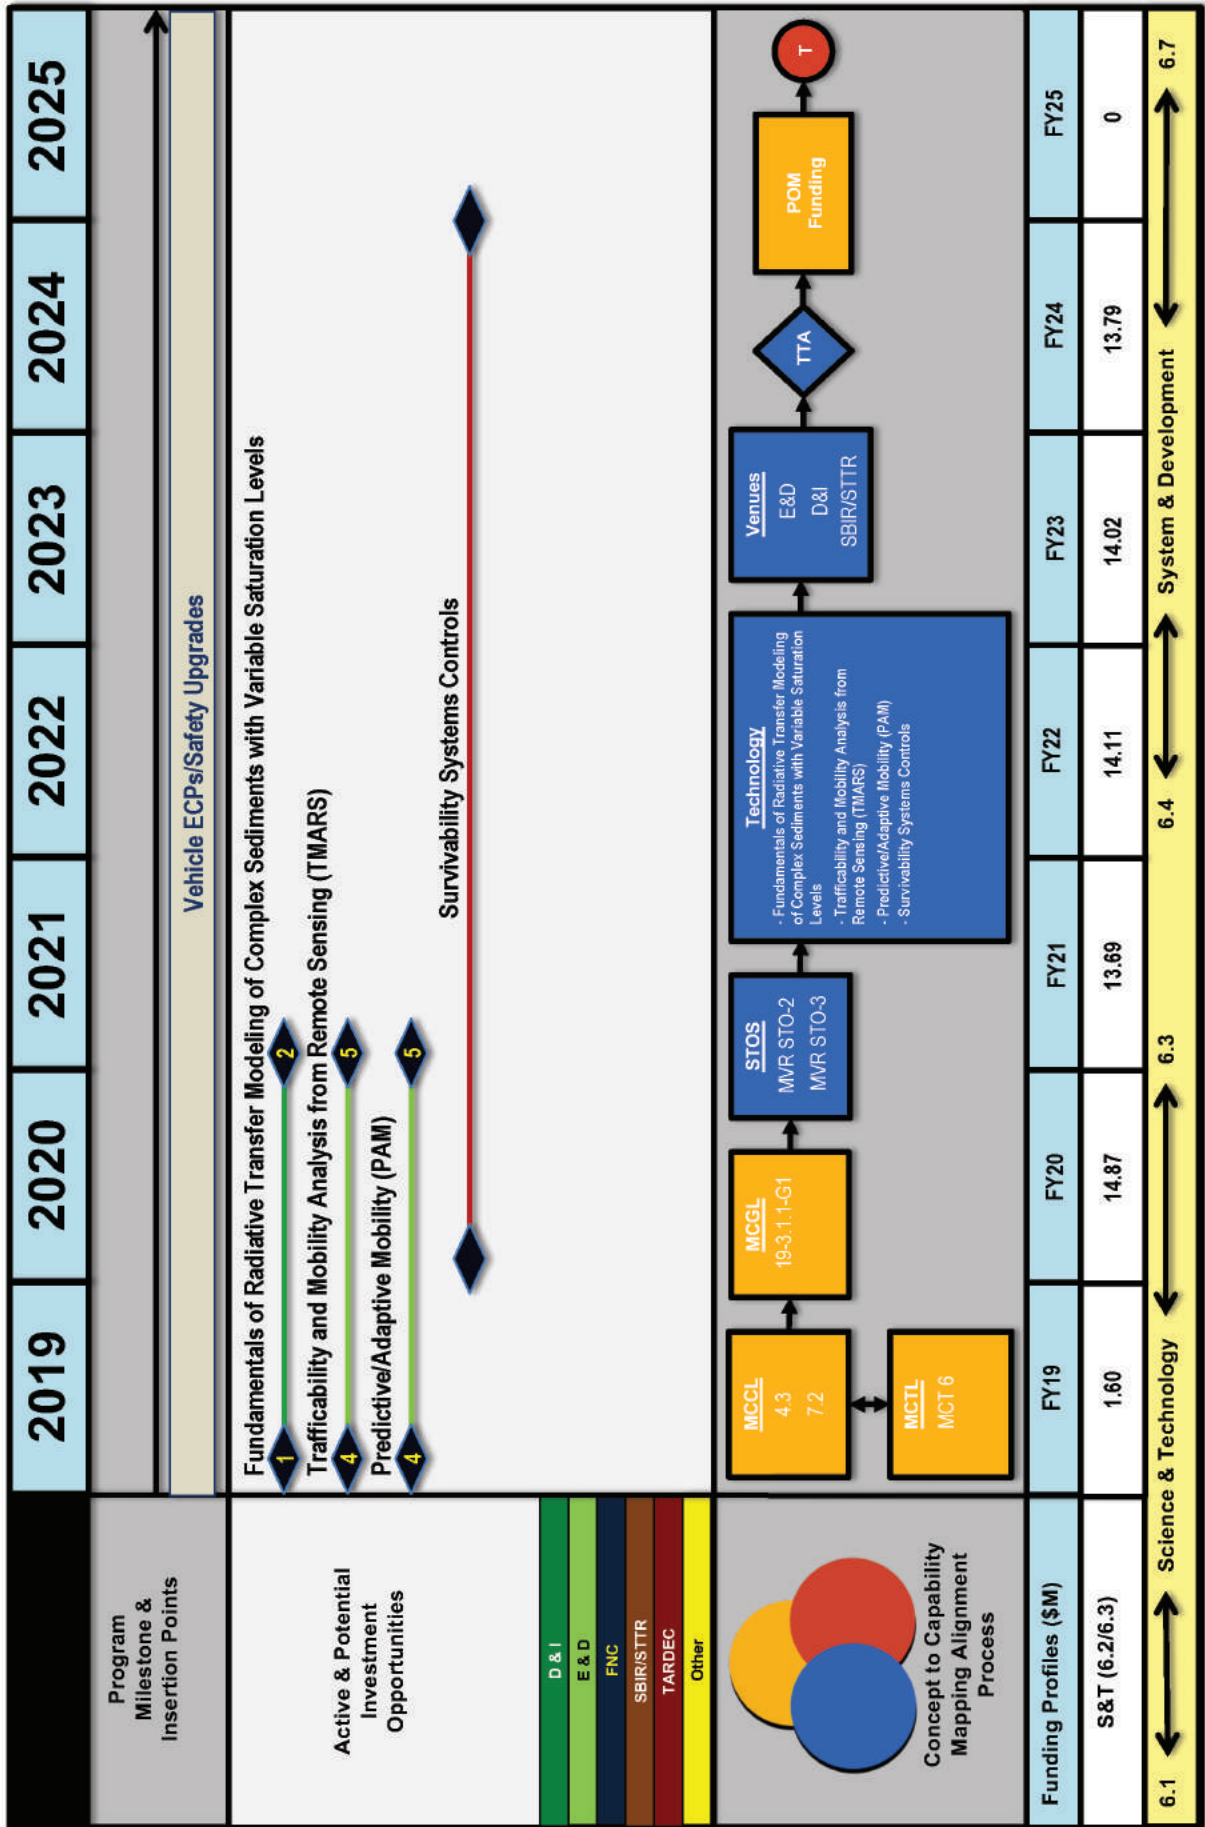 2019 2020 2021 2022 2023 2024 2025
Program
Milestone &
Insertion Points
Vehicle ECPs/Safety Upgrades
Active & Potential
Investment
Opportunities
D & I
E & D
FNC
SBIR/STTR
TARDEC
Other
Fundamentals of Radiative Transfer Modeling of Complex Sediments with Variable Saturation Levels
1 2
Trafficability and Mobility Analysis from Remote Sensing (TMARS)
4 5
Predictive/Adaptive Mobility (PAM)
4 5
Survivability Systems Controls
Concept to Capability
Mapping Alignment
Process
MCCL
4.3
7.2
MCTL
MCT 6
MCGL
19-3.1.1-G1
STOS
MVR STO-2
MVR STO-3
Technology
- Fundamentals of Radiative Transfer Modeling
of Complex Sediments with Variable Saturation
Levels
- Trafficability and Mobility Analysis from
Remote Sensing (TMARS)
- Predictive/Adaptive Mobility (PAM)
- Survivability Systems Controls
Venues
E&D
D&I
SBIR/STTR
TTA
POM
Funding
T
Funding Profiles ($M) FY19 FY20 FY21 FY22 FY23 FY24 FY25
S&T (6.2/6.3) 1.60 14.87 13.69 14.11 14.02 13.79 0
6.1 Science & Technology 6.3 6.4 System & Development 6.7